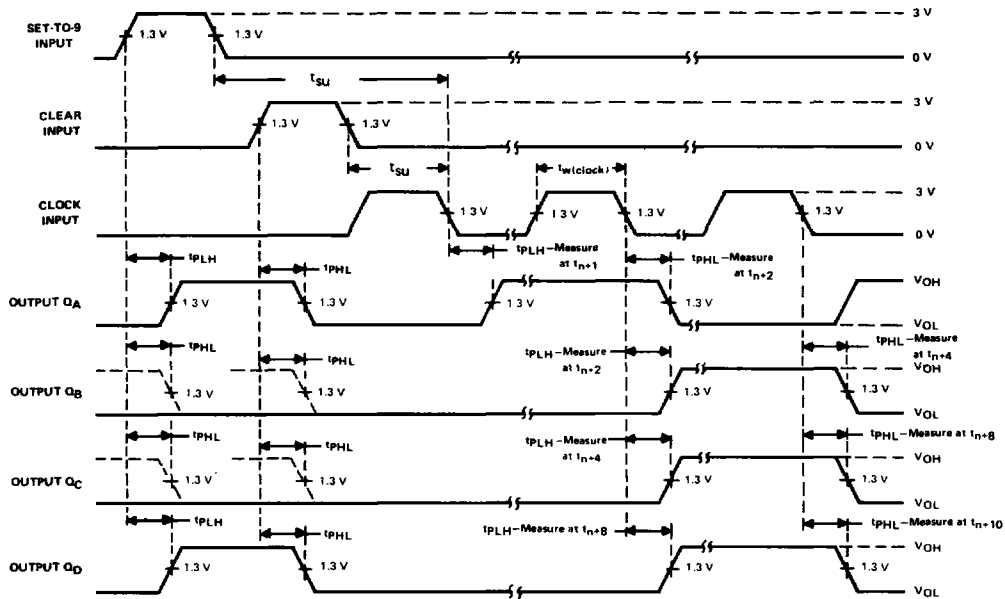 SET-TO-9
INPUT
1.3 V
1.3 V
3 V
0 V
tsu
CLEAR
INPUT
1.3 V
1.3 V
3 V
0 V
tsu
tw(clock)
CLOCK
INPUT
1.3 V
1.3 V
1.3 V
1.3 V
3 V
0 V
tPLH
tPHL
tPLH–Measure
at tn+1
tPHL–Measure
at tn+2
OUTPUT QA
1.3 V
1.3 V
1.3 V
1.3 V
VOH
VOL
tPHL
tPHL
tPLH–Measure
at tn+2
tPHL–Measure
at tn+4
OUTPUT QB
1.3 V
1.3 V
1.3 V
1.3 V
VOH
VOL
tPHL
tPHL
tPLH–Measure
at tn+4
tPHL–Measure at tn+8
OUTPUT QC
1.3 V
1.3 V
1.3 V
1.3 V
VOH
VOL
tPLH
tPHL
tPLH–Measure at tn+8
tPHL–Measure at tn+10
OUTPUT QD
1.3 V
1.3 V
1.3 V
1.3 V
VOH
VOL